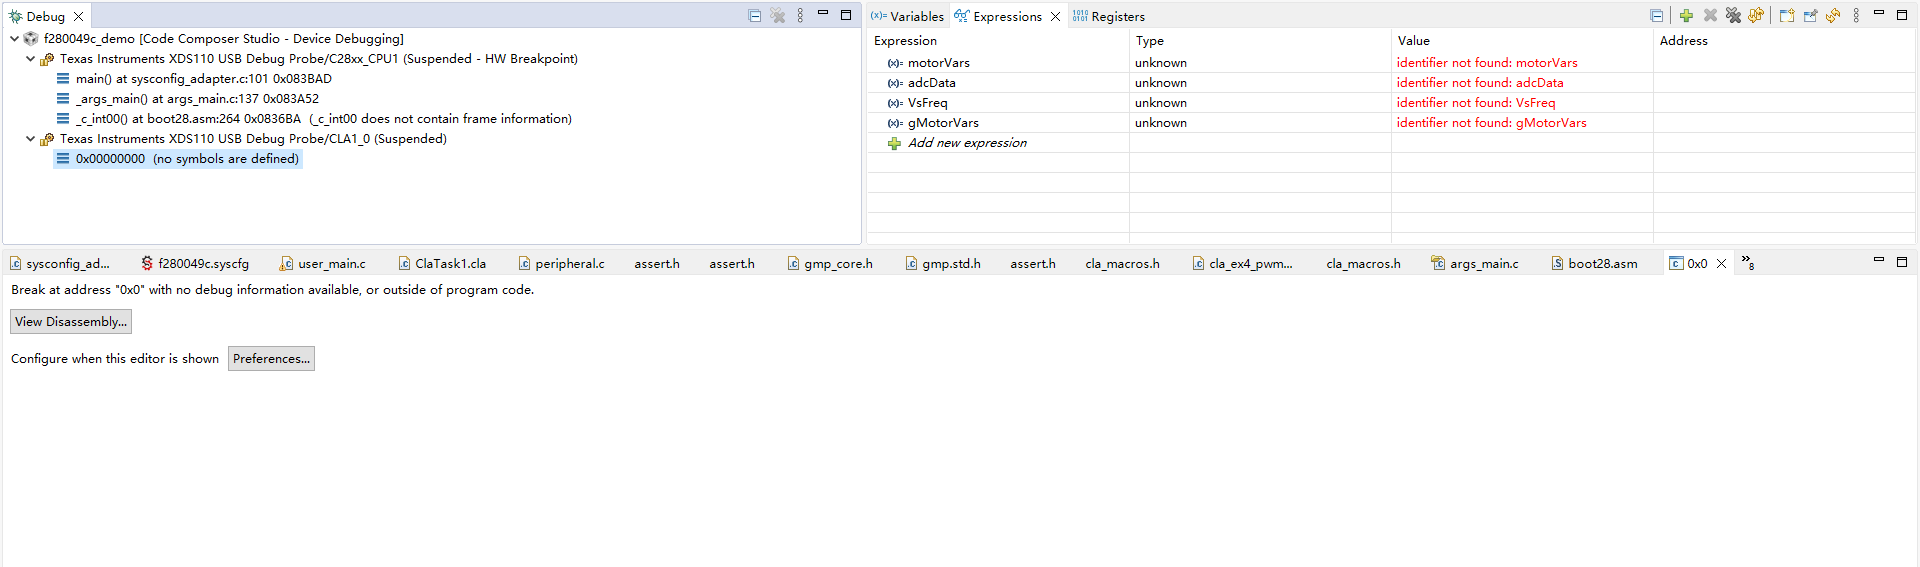 Debug
f280049c_demo [Code Composer Studio - Device Debugging]
Texas Instruments XDS110 USB Debug Probe/C28xx_CPU1 (Suspended - HW Breakpoint)
main() at sysconfig_adapter.c:101 0x083BAD
_args_main() at args_main.c:137 0x083A52
_c_int00() at boot28.asm:264 0x0836BA (_c_int00 does not contain frame information)
Texas Instruments XDS110 USB Debug Probe/CLA1_0 (Suspended)
0x00000000 (no symbols are defined)
(x)= Variables Expressions 1010 0101 Registers
Expression Type Value Address
(x)= motorVars unknown identifier not found: motorVars
(x)= adcData unknown identifier not found: adcData
(x)= VsFreq unknown identifier not found: VsFreq
(x)= gMotorVars unknown identifier not found: gMotorVars
Add new expression
sysconfig_ad... f280049c.syscfg user_main.c ClaTask1.cla peripheral.c assert.h assert.h gmp_core.h gmp.std.h assert.h cla_macros.h cla_ex4_pwm... cla_macros.h args_main.c boot28.asm 0x0 »8
Break at address "0x0" with no debug information available, or outside of program code.
View Disassembly...
Configure when this editor is shown Preferences...